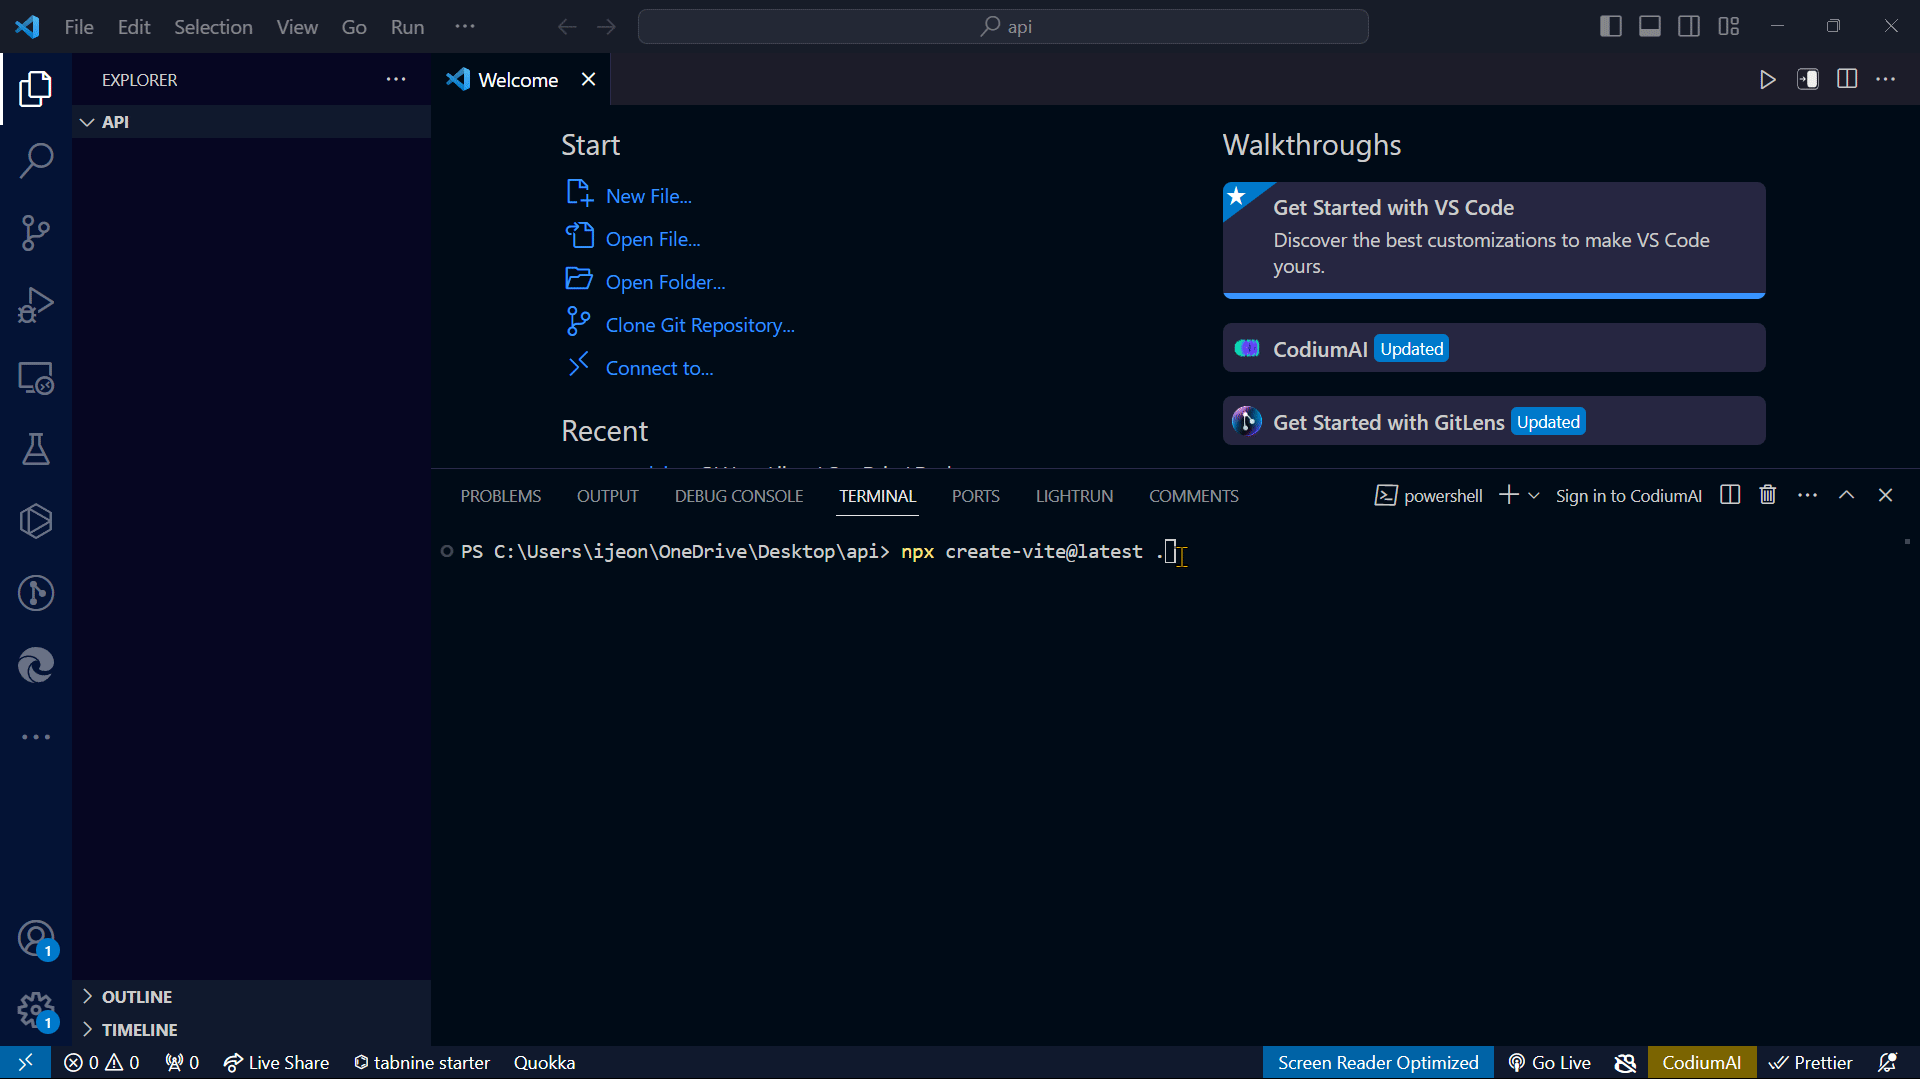 File Edit Selection View Go Run
api
EXPLORER
API
Welcome
Start
New File...
Open File...
Open Folder...
Clone Git Repository...
Connect to...
Recent
Walkthroughs
Get Started with VS Code
Discover the best customizations to make VS Code
yours.
CodiumAI Updated
Get Started with GitLens Updated
PROBLEMS OUTPUT DEBUG CONSOLE TERMINAL PORTS LIGHTRUN COMMENTS powershell Sign in to CodiumAI
PS C:\Users\ijeon\OneDrive\Desktop\api> npx create-vite@latest .
1
1
OUTLINE
TIMELINE
0 0 0 Live Share tabnine starter Quokka Screen Reader Optimized Go Live CodiumAI Prettier